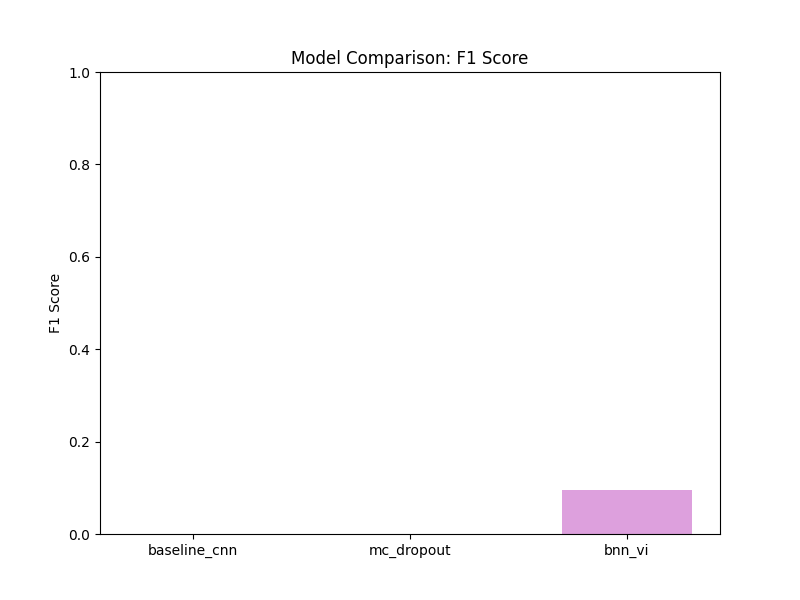 Model Comparison: F1 Score
1.0
0.8
0.6
0.4
0.2
0.0
F1 Score
baseline_cnn
mc_dropout
bnn_vi